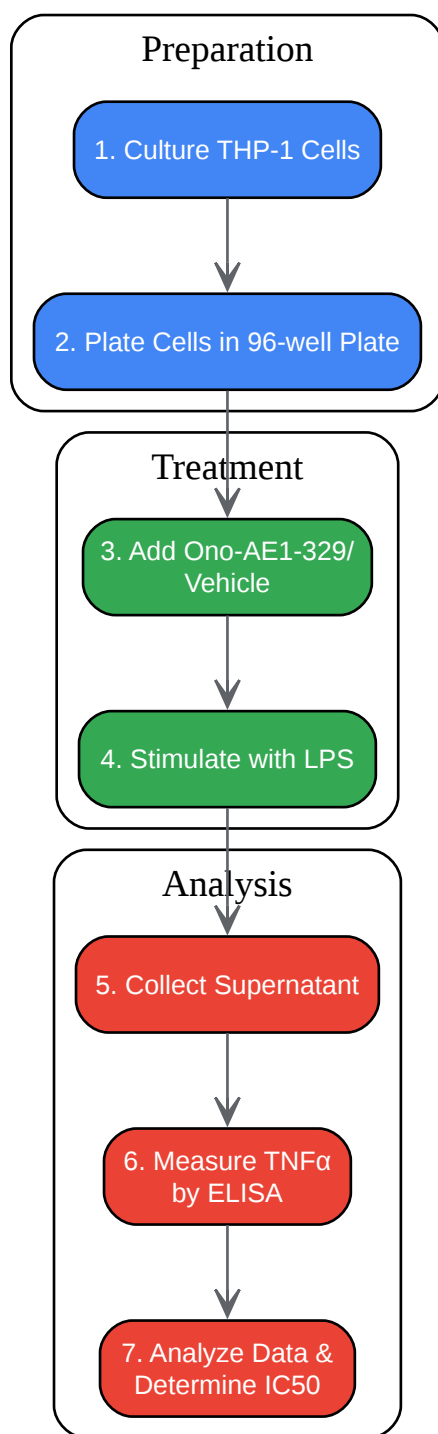 Preparation
1. Culture THP-1 Cells
2. Plate Cells in 96-well Plate
Treatment
3. Add Ono-AE1-329/
Vehicle
4. Stimulate with LPS
Analysis
5. Collect Supernatant
6. Measure TNFα
by ELISA
7. Analyze Data &
Determine IC50